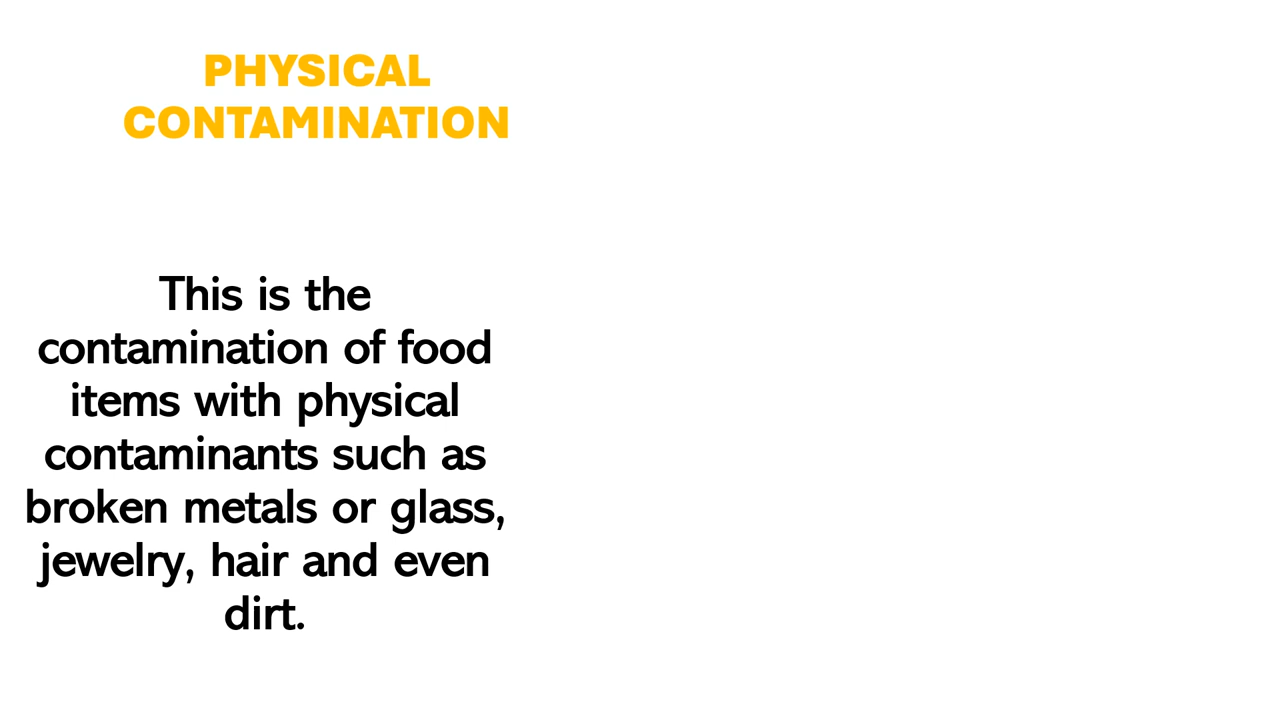 PHYSICAL
CONTAMINATION
This is the
contamination of food
items with physical
contaminants such as
broken metals or glass,
jewelry, hair and even
dirt.